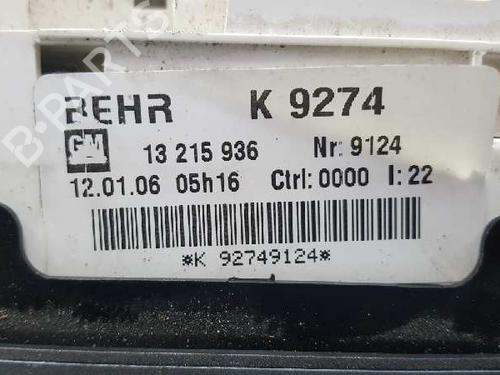 BEHR K 9274
GM 13 215 936 Nr: 9124
12.01.06 05h16 Ctrl: 0000 I: 22
*K 92749124*
B-PARTS